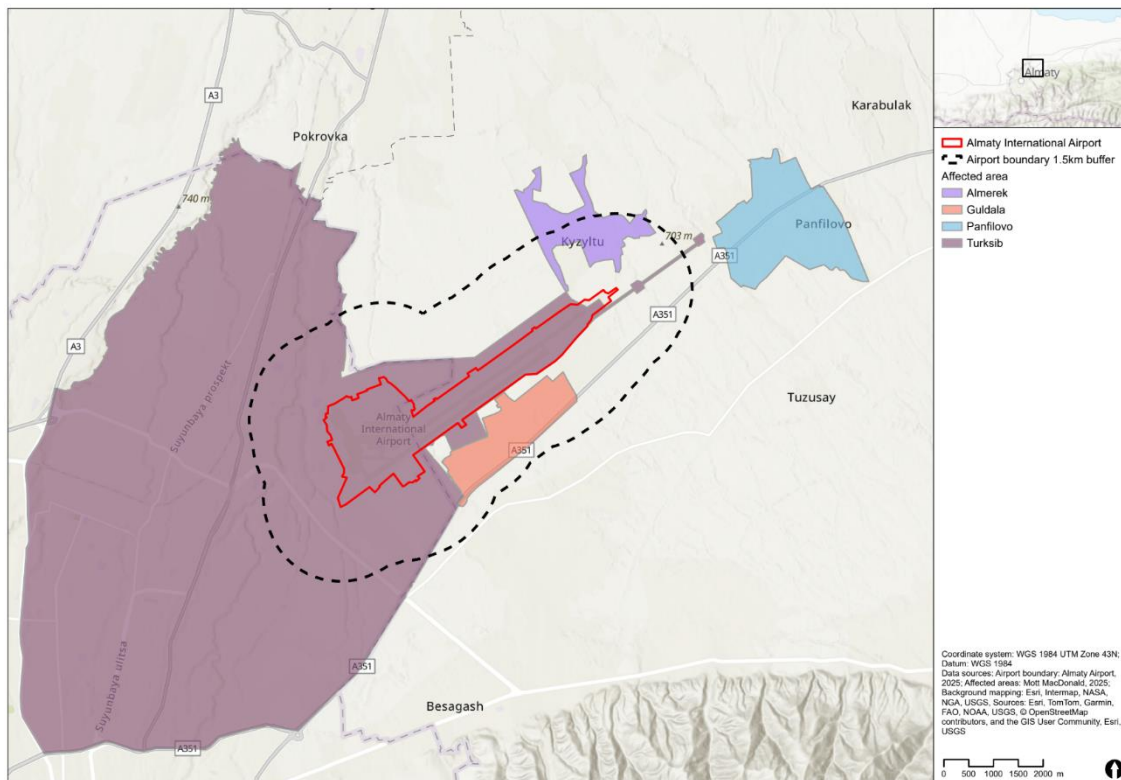 A3
Pokrovka
Karabulak
740 m
Kyzyltu
703 m
Panfilovo
A351
A351
A3
Suyunbaya prospekt
Tuzusay
Almaty
International
Airport
A351
Suyunbaya ulitsa
A351
Besagash
A351
Almaty
Almaty International Airport
Airport boundary 1.5km buffer
Affected area
Almerek
Guldala
Panfilovo
Turksib
Coordinate system: WGS 1984 UTM Zone 43N;
Datum: WGS 1984
Data sources: Airport boundary: Almaty Airport,
2025; Affected areas: Mott MacDonald, 2025;
Background mapping: Esri, Intermap, NASA,
NGA, USGS, Sources: Esri, TomTom, Garmin,
FAO, NOAA, USGS, © OpenStreetMap
contributors, and the GIS User Community, Esri,
USGS
0 500 1000 1500 2000 m